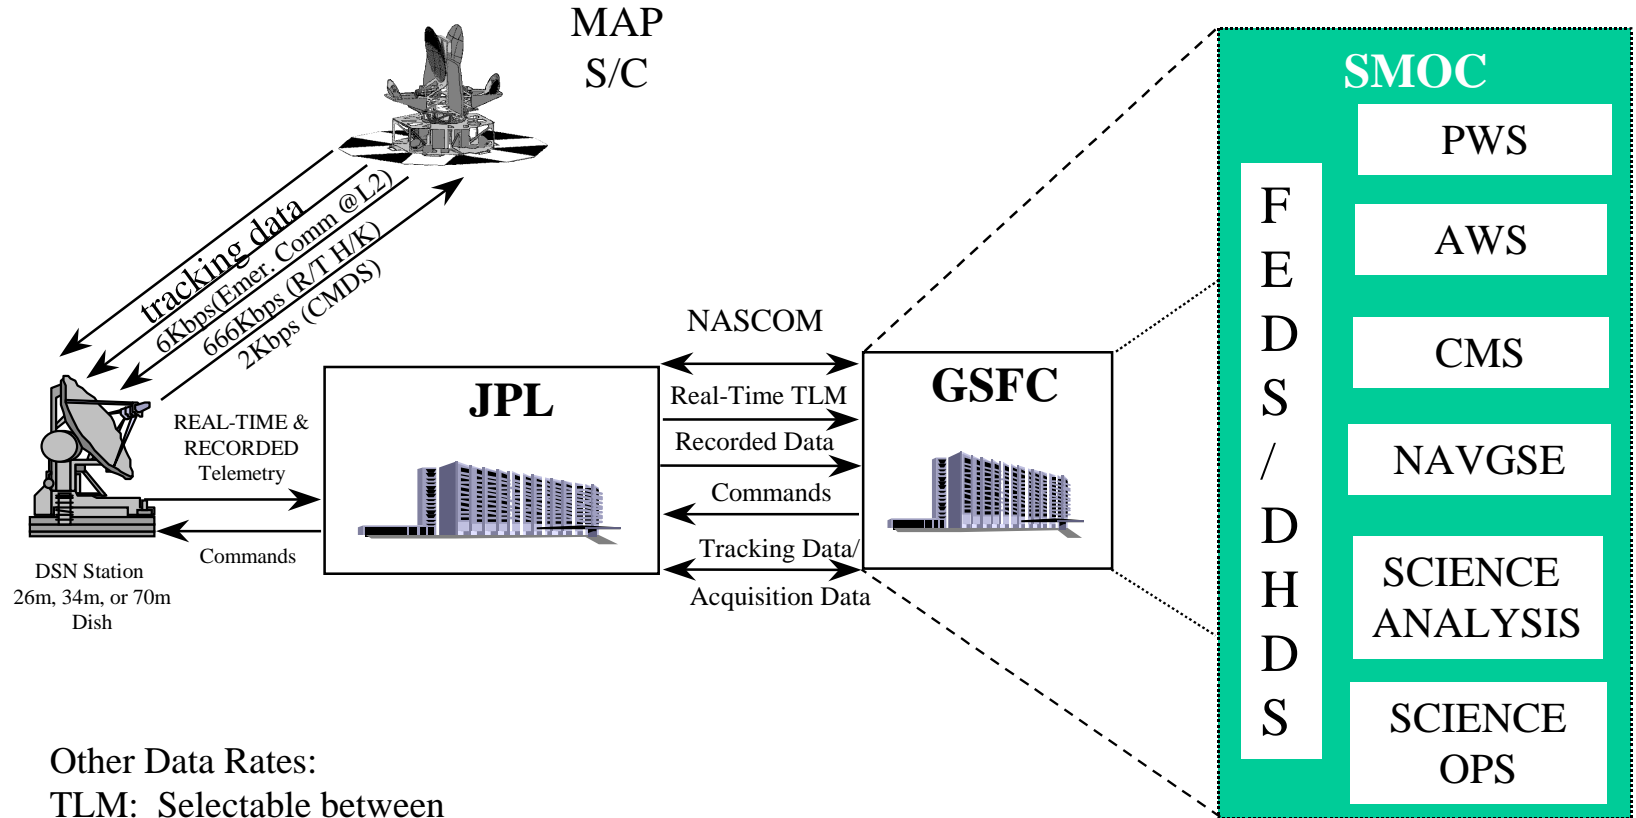 MAP
S/C
tracking data
6Kbps(Emer. Comm @L2)
666Kbps (R/T H/K)
2Kbps (CMDS)
DSN Station
26m, 34m, or 70m
Dish
REAL-TIME &
RECORDED
Telemetry
Commands
JPL
NASCOM
Real-Time TLM
Recorded Data
Commands
Tracking Data/
Acquisition Data
GSFC
SMOC
FEDS/DHDS
PWS
AWS
CMS
NAVGSE
SCIENCE
ANALYSIS
SCIENCE
OPS
Other Data Rates:
TLM: Selectable between